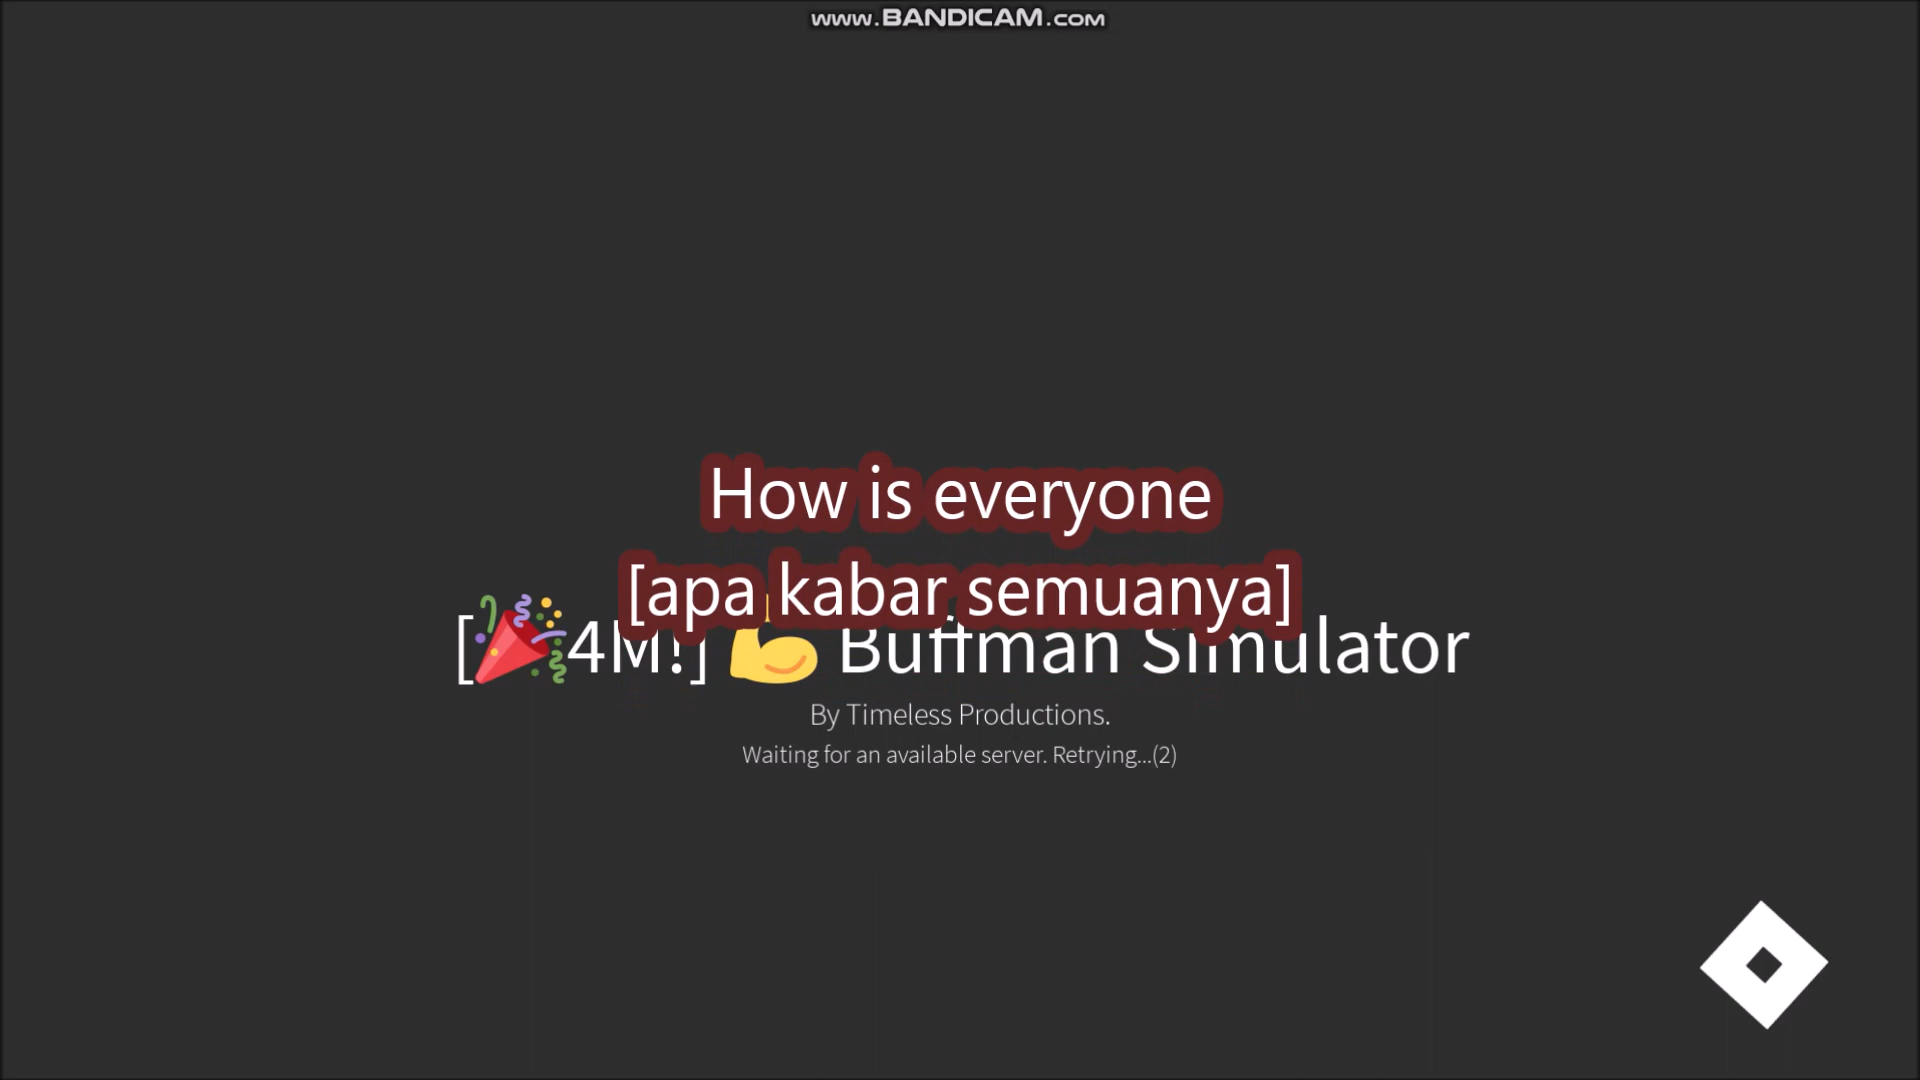 www.BANDICAM.com
How is everyone
[apa kabar semuanya]
[🎉4M!] 💪 Buffman Simulator
By Timeless Productions.
Waiting for an available server. Retrying...(2)